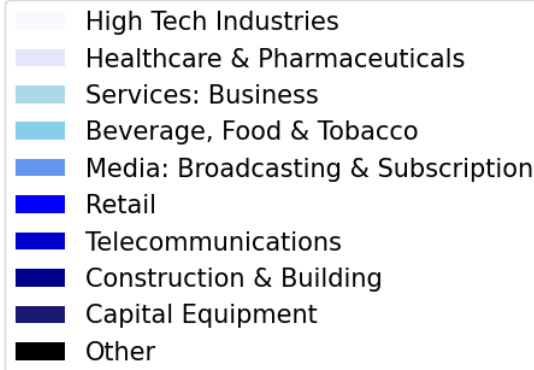 High Tech Industries
Healthcare & Pharmaceuticals
Services: Business
Beverage, Food & Tobacco
Media: Broadcasting & Subscription
Retail
Telecommunications
Construction & Building
Capital Equipment
Other